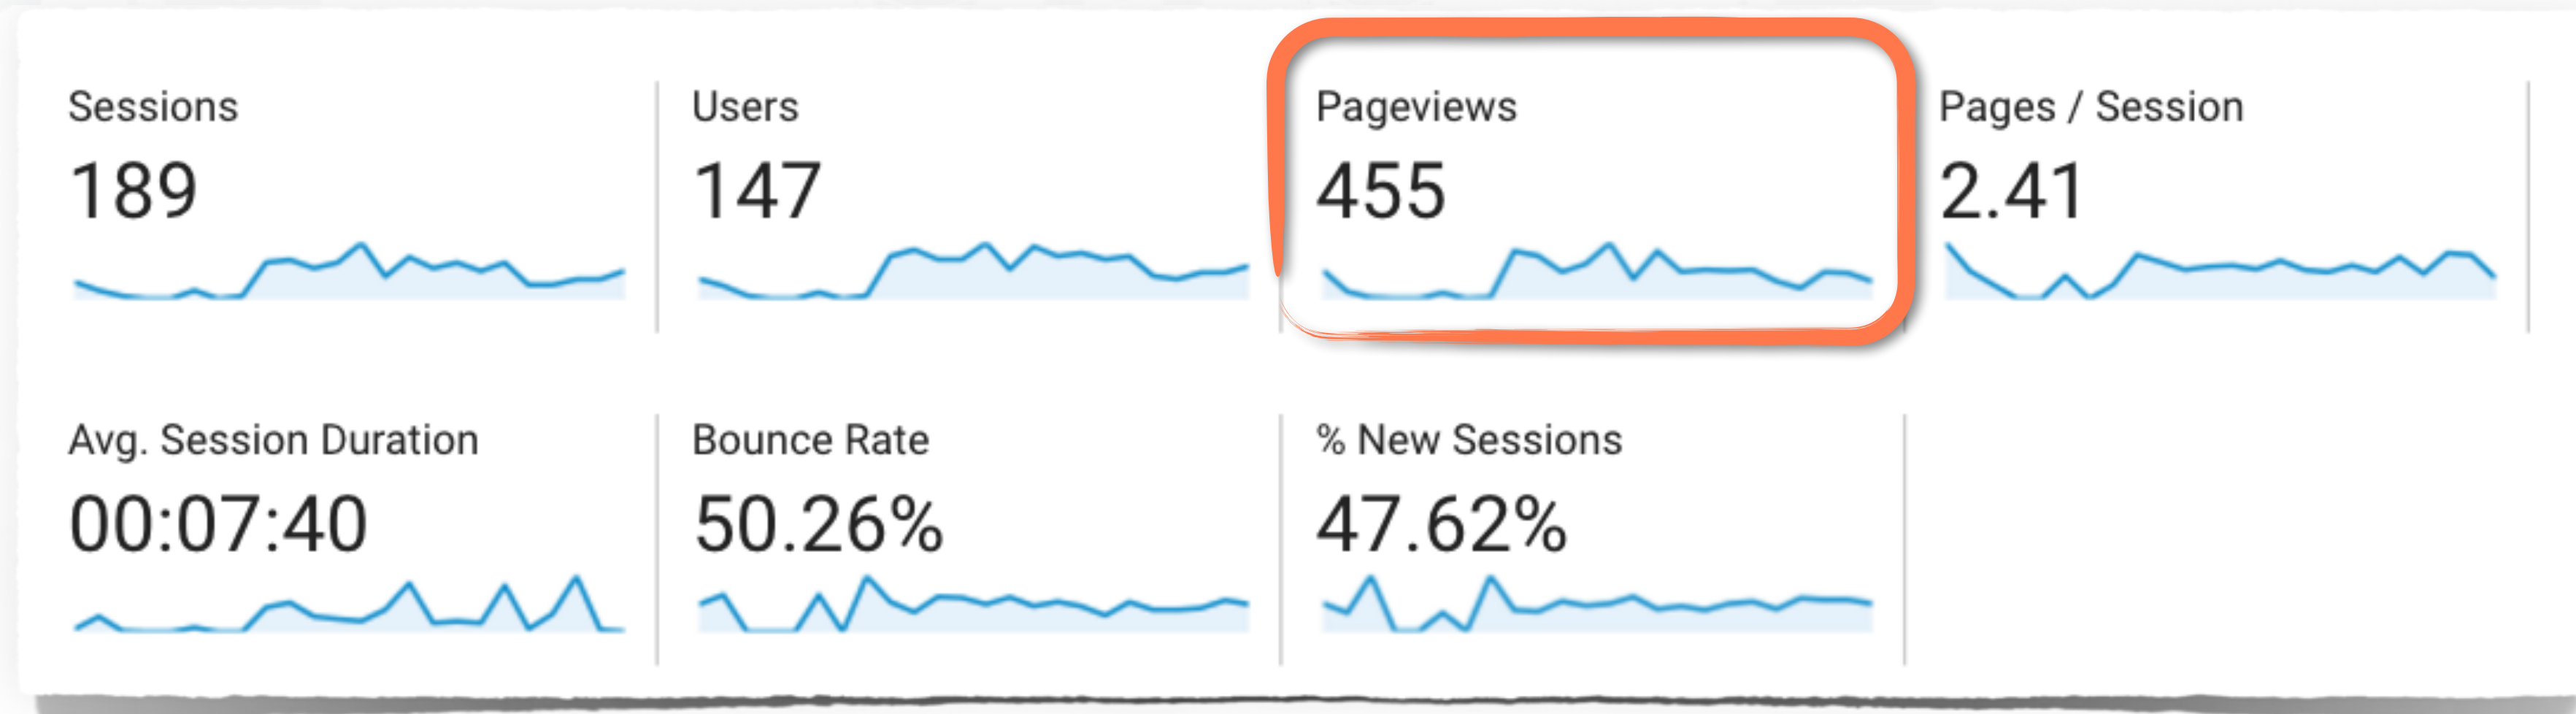 Sessions
189
Users
147
Pageviews
455
Pages / Session
2.41
Avg. Session Duration
00:07:40
Bounce Rate
50.26%
% New Sessions
47.62%